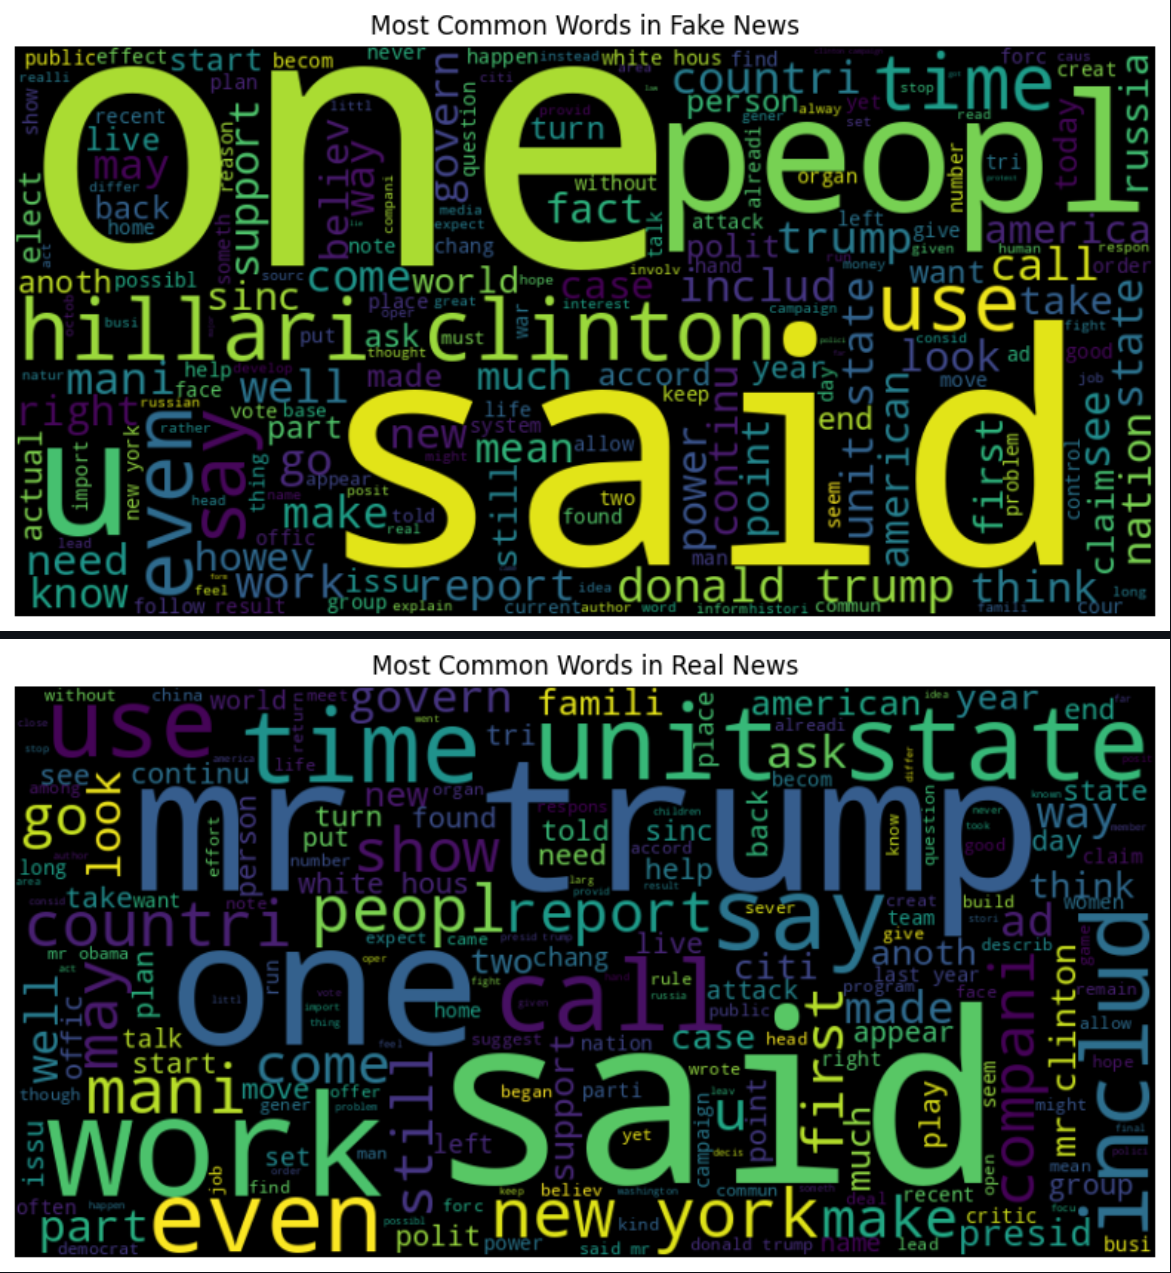 Most Common Words in Fake News
public effect start becom never happen instead white hous find forc caus
realli plan littl govern citi area countri time creat
show recent live may differ back home
one peopl
reason support believ way compani question provid turn without fact
person alway yet set gener stop read
alreadi organ number tri today russia
elect act someth note media expect chang talk attack left give given america
polit trump human respon
anoth possibl sourc come world hope involv hand money want call order
sinc case includ use take
hillari clinton
place great oper interest campaign war
busi put ask must thought consid fight
look ad good state
natur mani help develop face well made much accord year day move job
right russian rather vote base life system keep end
part new mean allow might
actual import new york even say thing go appear
u said
head name posit make told real still two found
power continu point seem unit state american first problem control claim see nation
need lead offic man
know feel form howev work issu report idea donald trump think long
follow result group explain current author word informhistori commun famili cour
Most Common Words in Real News
without china world meet govern famili place american idea year far
close use return went tri alreadi end
stop time unit state
see continu america life ask becom differ
among new organ respons children known state
go look mr trump way
effort person turn put found told sinc back know question never took good day member
long number show need accord claim
area author white hous larg provid help result think
consid take want note creat build women
countri peopl report say sever team stori ad
expect came presid trump give describ
mr obama act plan run oper two chang live citi anoth game
one call fight rule russia attack last year program face remain
well offic may littl vote import thing home given public made compani mr clinton includ
talk suggest nation case head first appear allow
start feel come support wrote right hope
though mani move offer began parti leav seem
gener problem campaign u point play might
work said
issu left yet much final
set man still decis open mean group
often job order find keep believ washington commun deal recent focu
happen part even forc new york make critic
possibl polit kind presid
democrat power said mr donald trump name lead busi